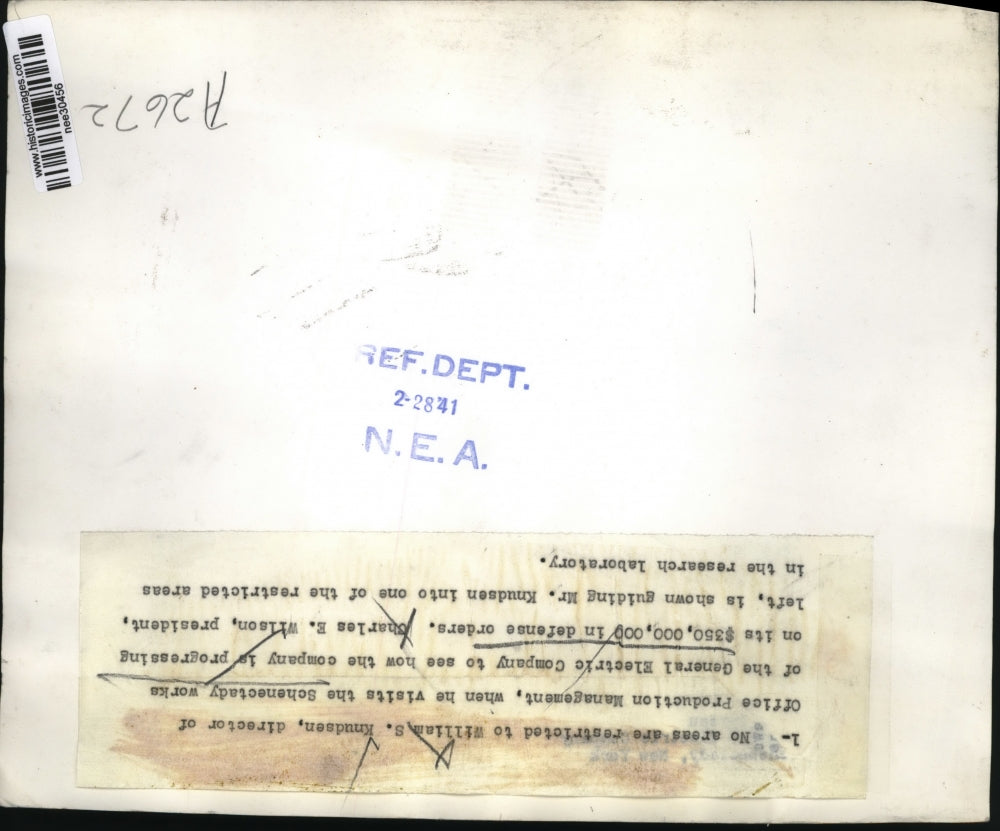 www.historicimages.com
nee30456
A2672
REF.DEPT.
2-28'41
N.E.A.
1- No areas are restricted to William S. Knudsen, director of
Office Production Management, when he visits the Schenectady works
of the General Electric Company to see how the company is progressing
on its $350,000,000 in defense orders. Charles E. Wilson, president,
left, is shown guiding Mr. Knudsen into one of the restricted areas
in the research laboratory.